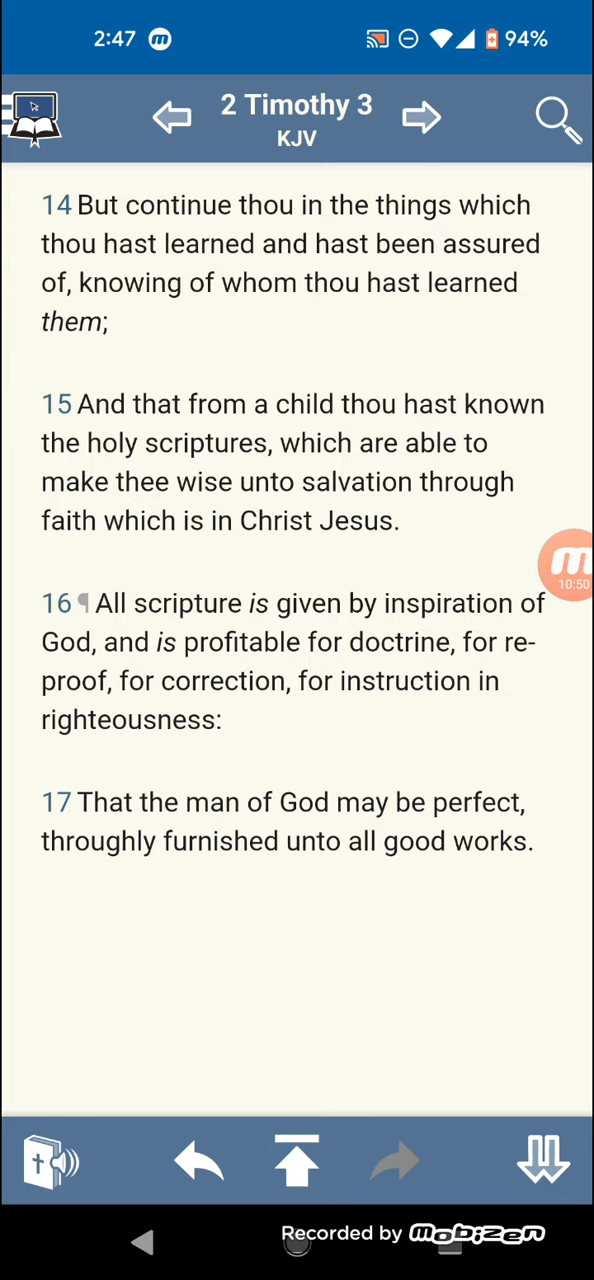 2:47 m 94%
2 Timothy 3
KJV
14 But continue thou in the things which
thou hast learned and hast been assured
of, knowing of whom thou hast learned
them;
15 And that from a child thou hast known
the holy scriptures, which are able to
make thee wise unto salvation through
faith which is in Christ Jesus.
16 ¶ All scripture is given by inspiration of
God, and is profitable for doctrine, for re-
proof, for correction, for instruction in
righteousness:
17 That the man of God may be perfect,
throughly furnished unto all good works.
m
10:50
Recorded by mobizen